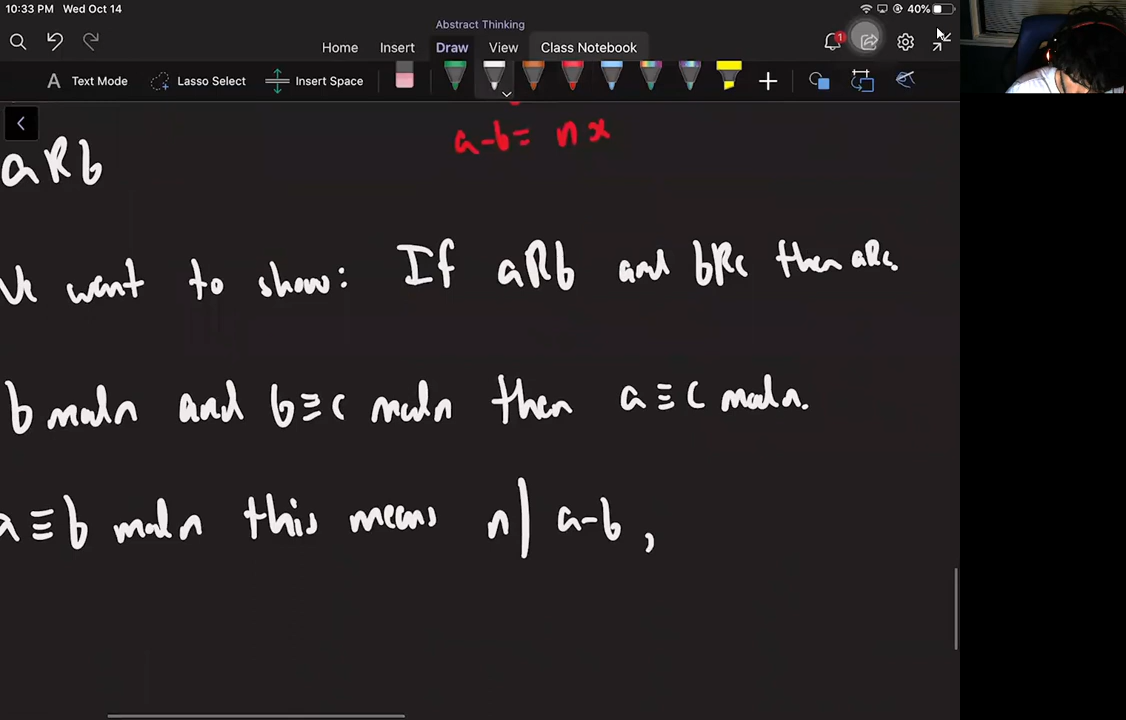 10:33 PM Wed Oct 14
40%
Abstract Thinking
Home Insert Draw View Class Notebook
1
Text Mode Lasso Select Insert Space
a-b= nx
aRb
want to show: If aRb and bRc then aRc.
b mod n and b≡c mod n then a≡c mod n.
a≡b mod n this means n | a-b ,